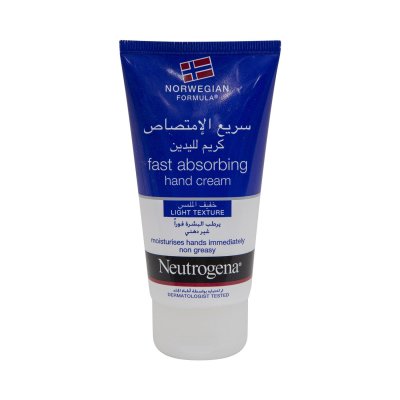 NORWEGIAN
FORMULA®
سريع الإمتصاص
كريم لليدين
fast absorbing
hand cream
خفيف الملمس
LIGHT TEXTURE
يرطب البشرة فوراً
غير دهني
moisturises hands immediately
non greasy
Neutrogena®
DERMATOLOGIST TESTED